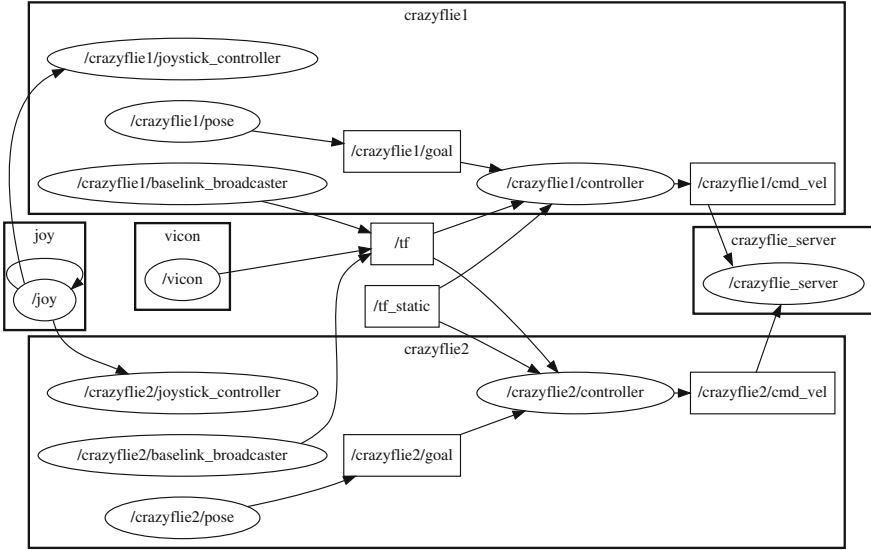 crazyflie1
/crazyflie1/joystick_controller
/crazyflie1/pose
/crazyflie1/goal
/crazyflie1/baselink_broadcaster
/crazyflie1/controller
/crazyflie1/cmd_vel
joy
/joy
vicon
/vicon
/tf
/tf_static
crazyflie_server
/crazyflie_server
crazyflie2
/crazyflie2/joystick_controller
/crazyflie2/controller
/crazyflie2/cmd_vel
/crazyflie2/baselink_broadcaster
/crazyflie2/goal
/crazyflie2/pose